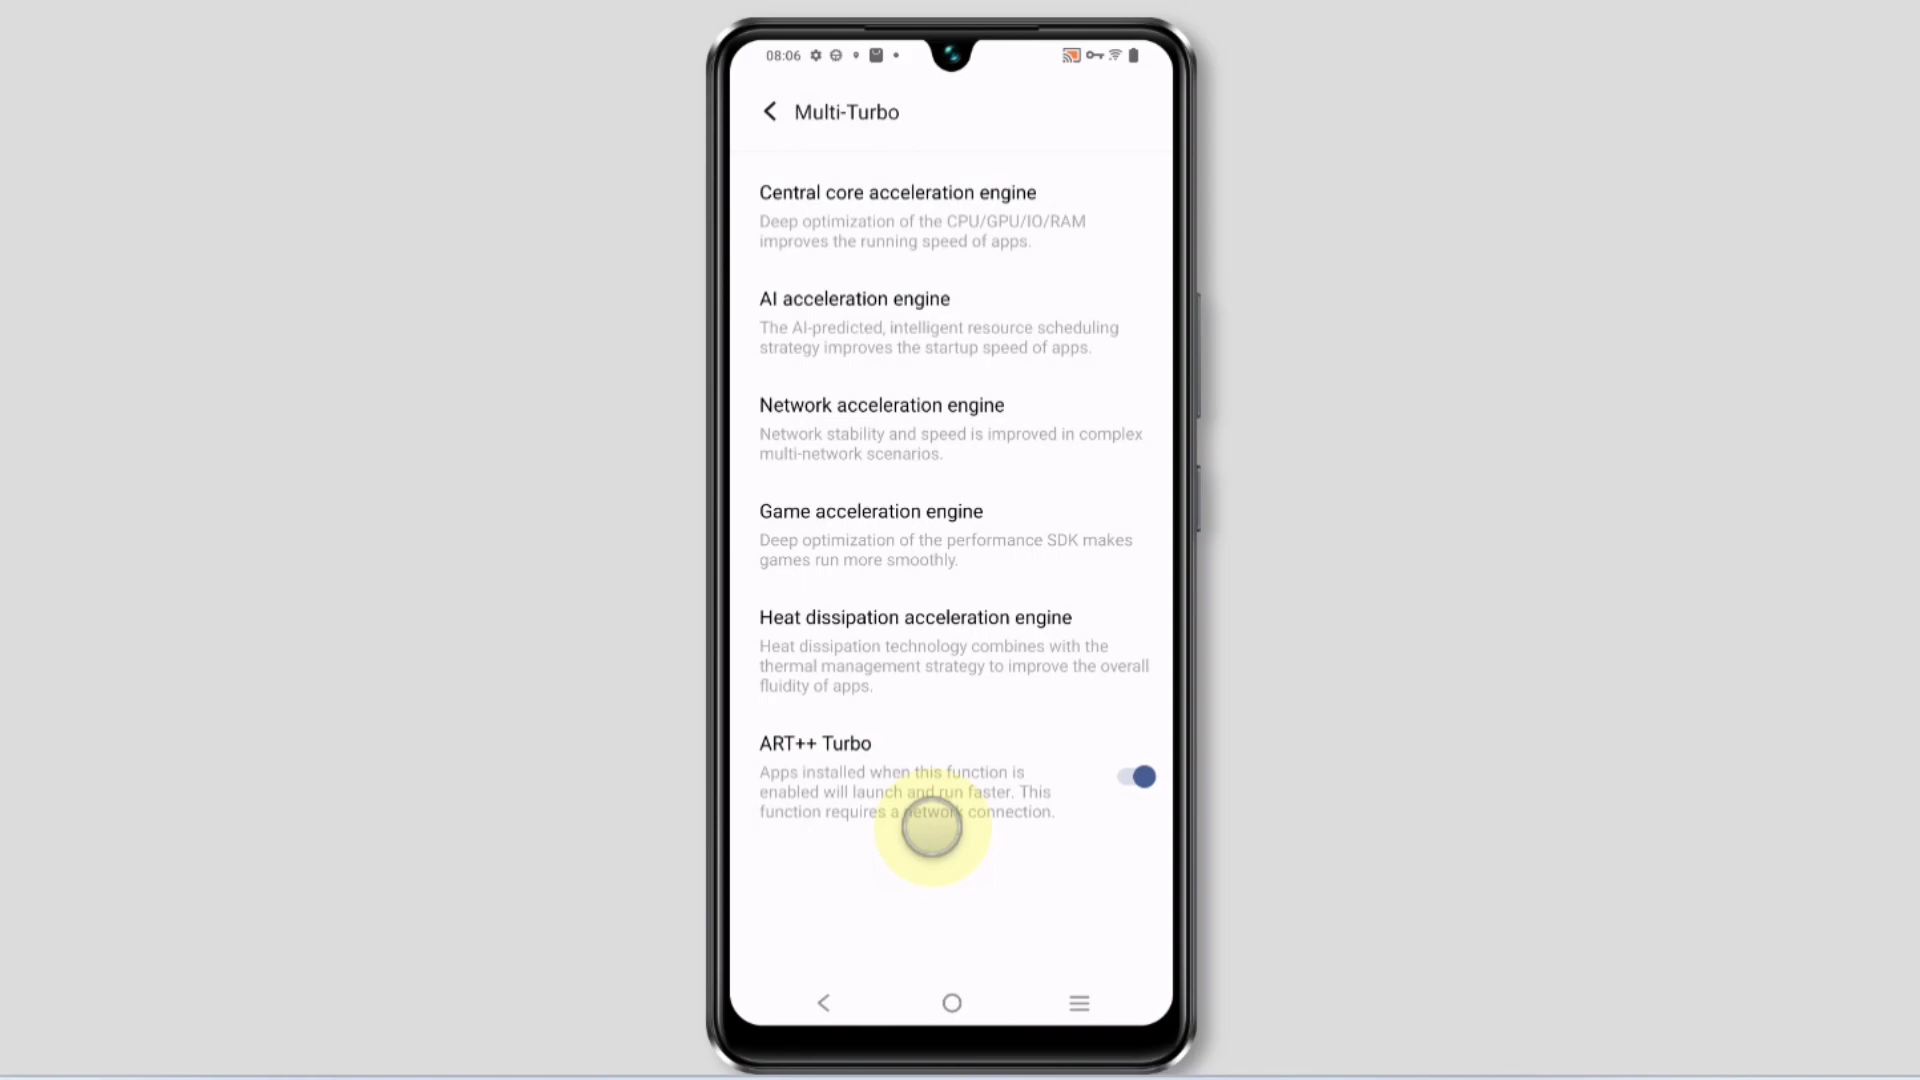 08:06
Multi-Turbo
Central core acceleration engine
Deep optimization of the CPU/GPU/IO/RAM
improves the running speed of apps.
AI acceleration engine
The AI-predicted, intelligent resource scheduling
strategy improves the startup speed of apps.
Network acceleration engine
Network stability and speed is improved in complex
multi-network scenarios.
Game acceleration engine
Deep optimization of the performance SDK makes
games run more smoothly.
Heat dissipation acceleration engine
Heat dissipation technology combines with the
thermal management strategy to improve the overall
fluidity of apps.
ART++ Turbo
Apps installed when this function is
enabled will launch and run faster. This
function requires a network connection.